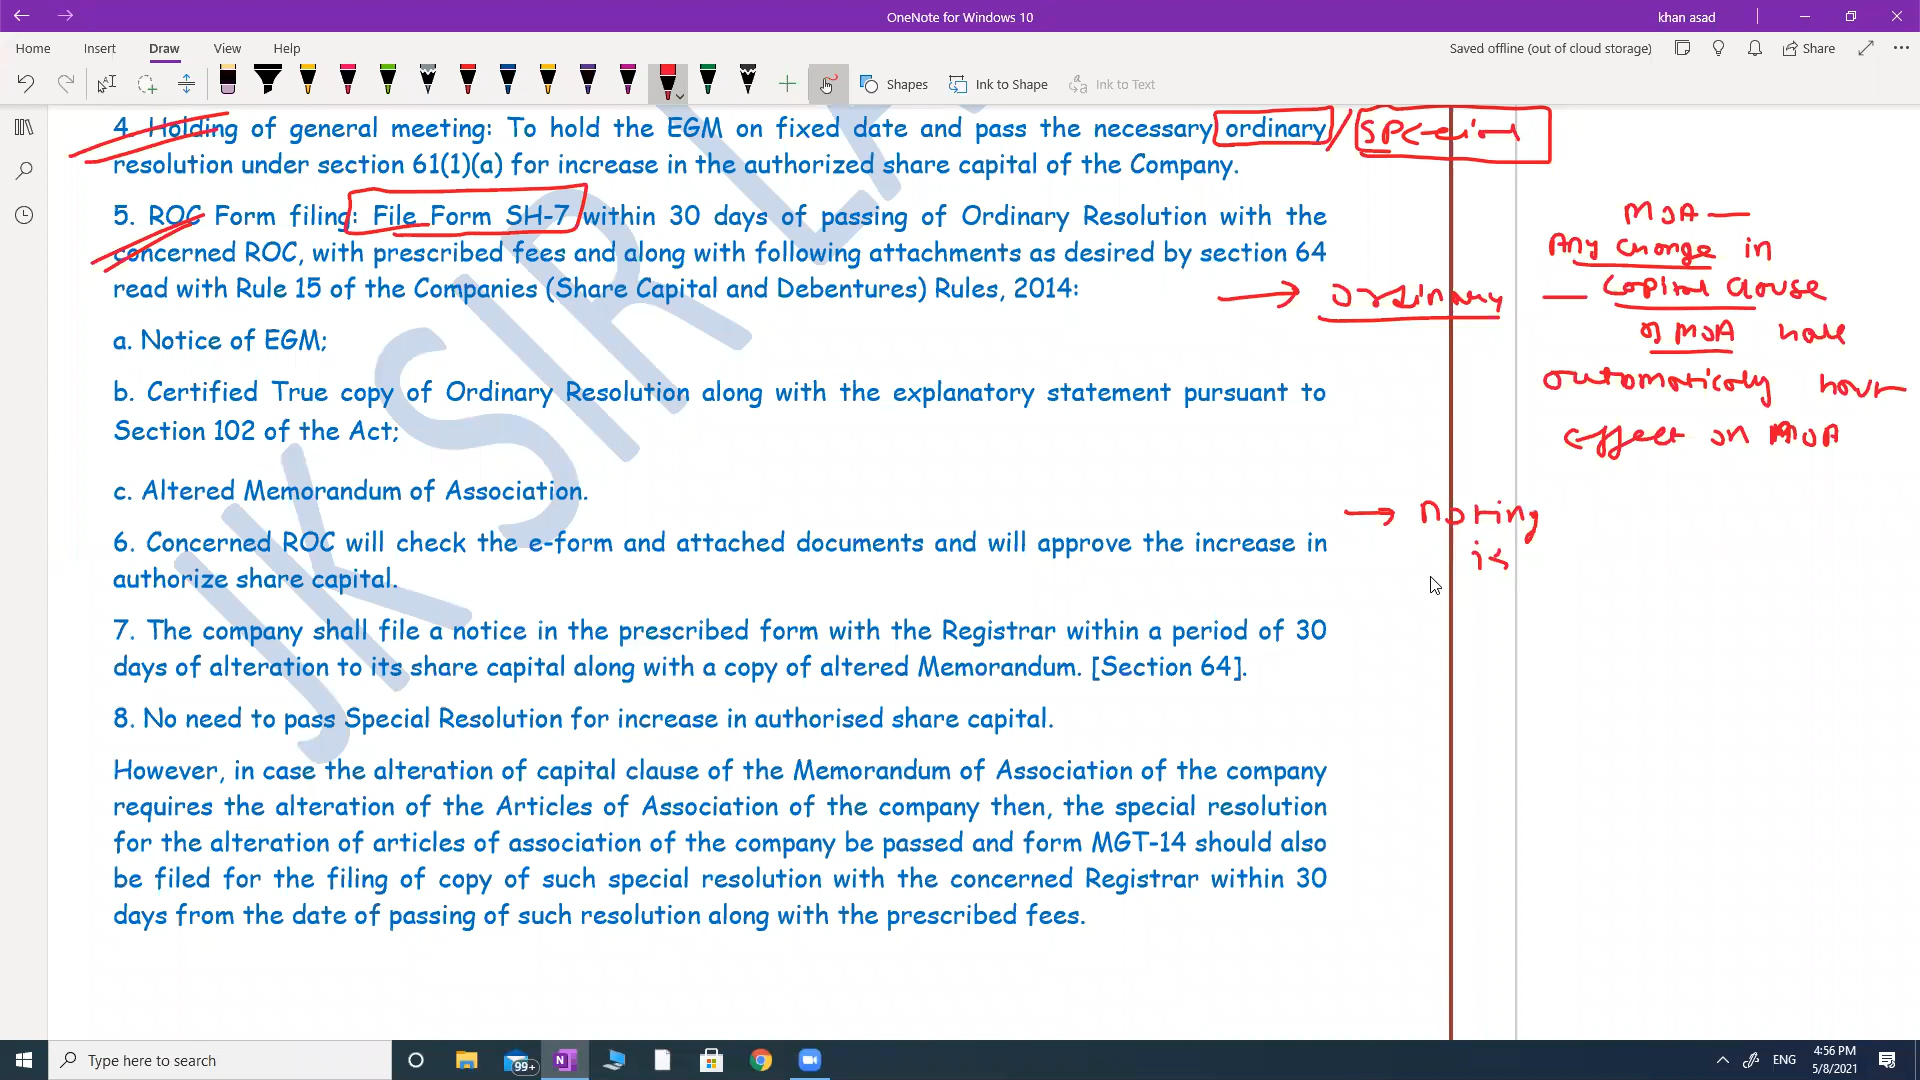 OneNote for Windows 10
khan asad
Home
Insert
Draw
View
Help
Saved offline (out of cloud storage)
Share
Shapes
Ink to Shape
Ink to Text
4. Holding of general meeting: To hold the EGM on fixed date and pass the necessary ordinary / Special
resolution under section 61(1)(a) for increase in the authorized share capital of the Company.
5. ROC Form filing: File Form SH-7 within 30 days of passing of Ordinary Resolution with the
concerned ROC, with prescribed fees and along with following attachments as desired by section 64
read with Rule 15 of the Companies (Share Capital and Debentures) Rules, 2014:
a. Notice of EGM;
b. Certified True copy of Ordinary Resolution along with the explanatory statement pursuant to
Section 102 of the Act;
c. Altered Memorandum of Association.
6. Concerned ROC will check the e-form and attached documents and will approve the increase in
authorize share capital.
7. The company shall file a notice in the prescribed form with the Registrar within a period of 30
days of alteration to its share capital along with a copy of altered Memorandum. [Section 64].
8. No need to pass Special Resolution for increase in authorised share capital.
However, in case the alteration of capital clause of the Memorandum of Association of the company
requires the alteration of the Articles of Association of the company then, the special resolution
for the alteration of articles of association of the company be passed and form MGT-14 should also
be filed for the filing of copy of such special resolution with the concerned Registrar within 30
days from the date of passing of such resolution along with the prescribed fees.
→ ordinary —
MOA —
Any change in
Capital clause
of MOA
automaticaly
effect on MOA
→ noting
is
JK SIR
Type here to search
99+
ENG
4:56 PM
5/8/2021